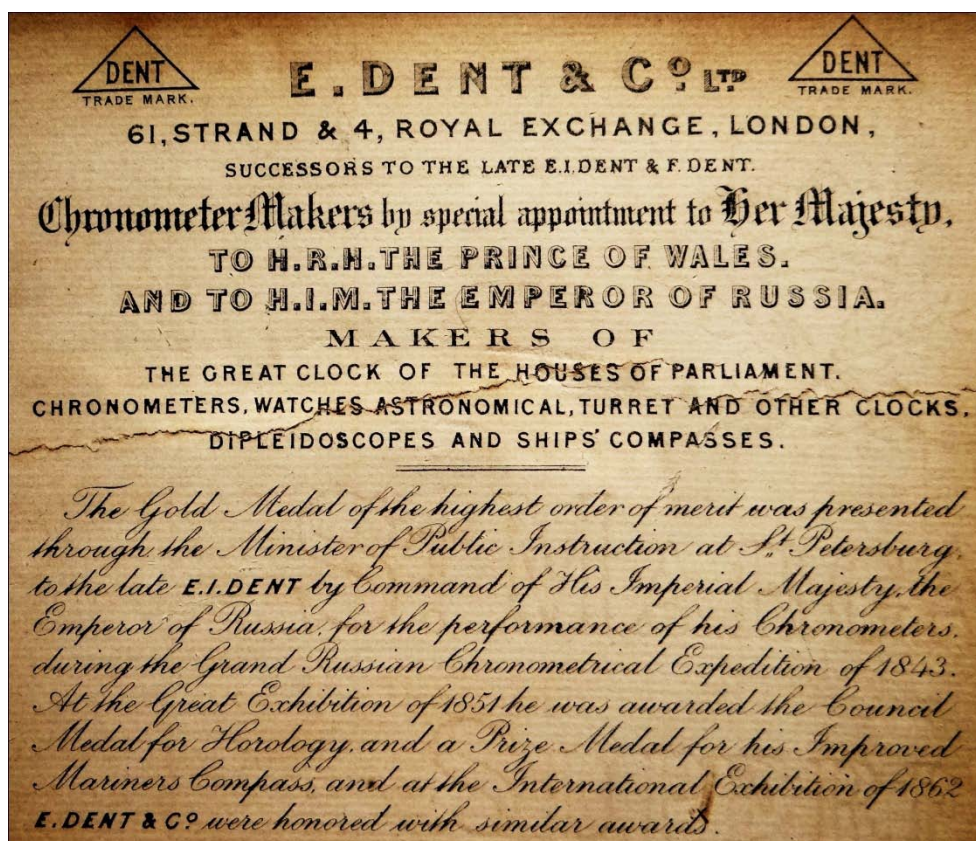 DENT
TRADE MARK.
E. DENT & Co. LTD
DENT
TRADE MARK.
61, STRAND & 4, ROYAL EXCHANGE, LONDON,
SUCCESSORS TO THE LATE E.I.DENT & F. DENT.
Chronometer Makers by special appointment to Her Majesty,
TO H.R.H. THE PRINCE OF WALES.
AND TO H.I.M. THE EMPEROR OF RUSSIA.
MAKERS OF
THE GREAT CLOCK OF THE HOUSES OF PARLIAMENT.
CHRONOMETERS, WATCHES ASTRONOMICAL, TURRET AND OTHER CLOCKS,
DIPLEIDOSCOPES AND SHIPS' COMPASSES.
The Gold Medal of the highest order of merit was presented
through the Minister of Public Instruction at St. Petersburg,
to the late E.I.DENT by Command of His Imperial Majesty, the
Emperor of Russia, for the performance of his Chronometers,
during the Grand Russian Chronometrical Expedition of 1843.
At the Great Exhibition of 1851 he was awarded the Council
Medal for Horology, and a Prize Medal for his Improved
Mariners Compass, and at the International Exhibition of 1862
E. DENT & Co. were honored with similar awards.